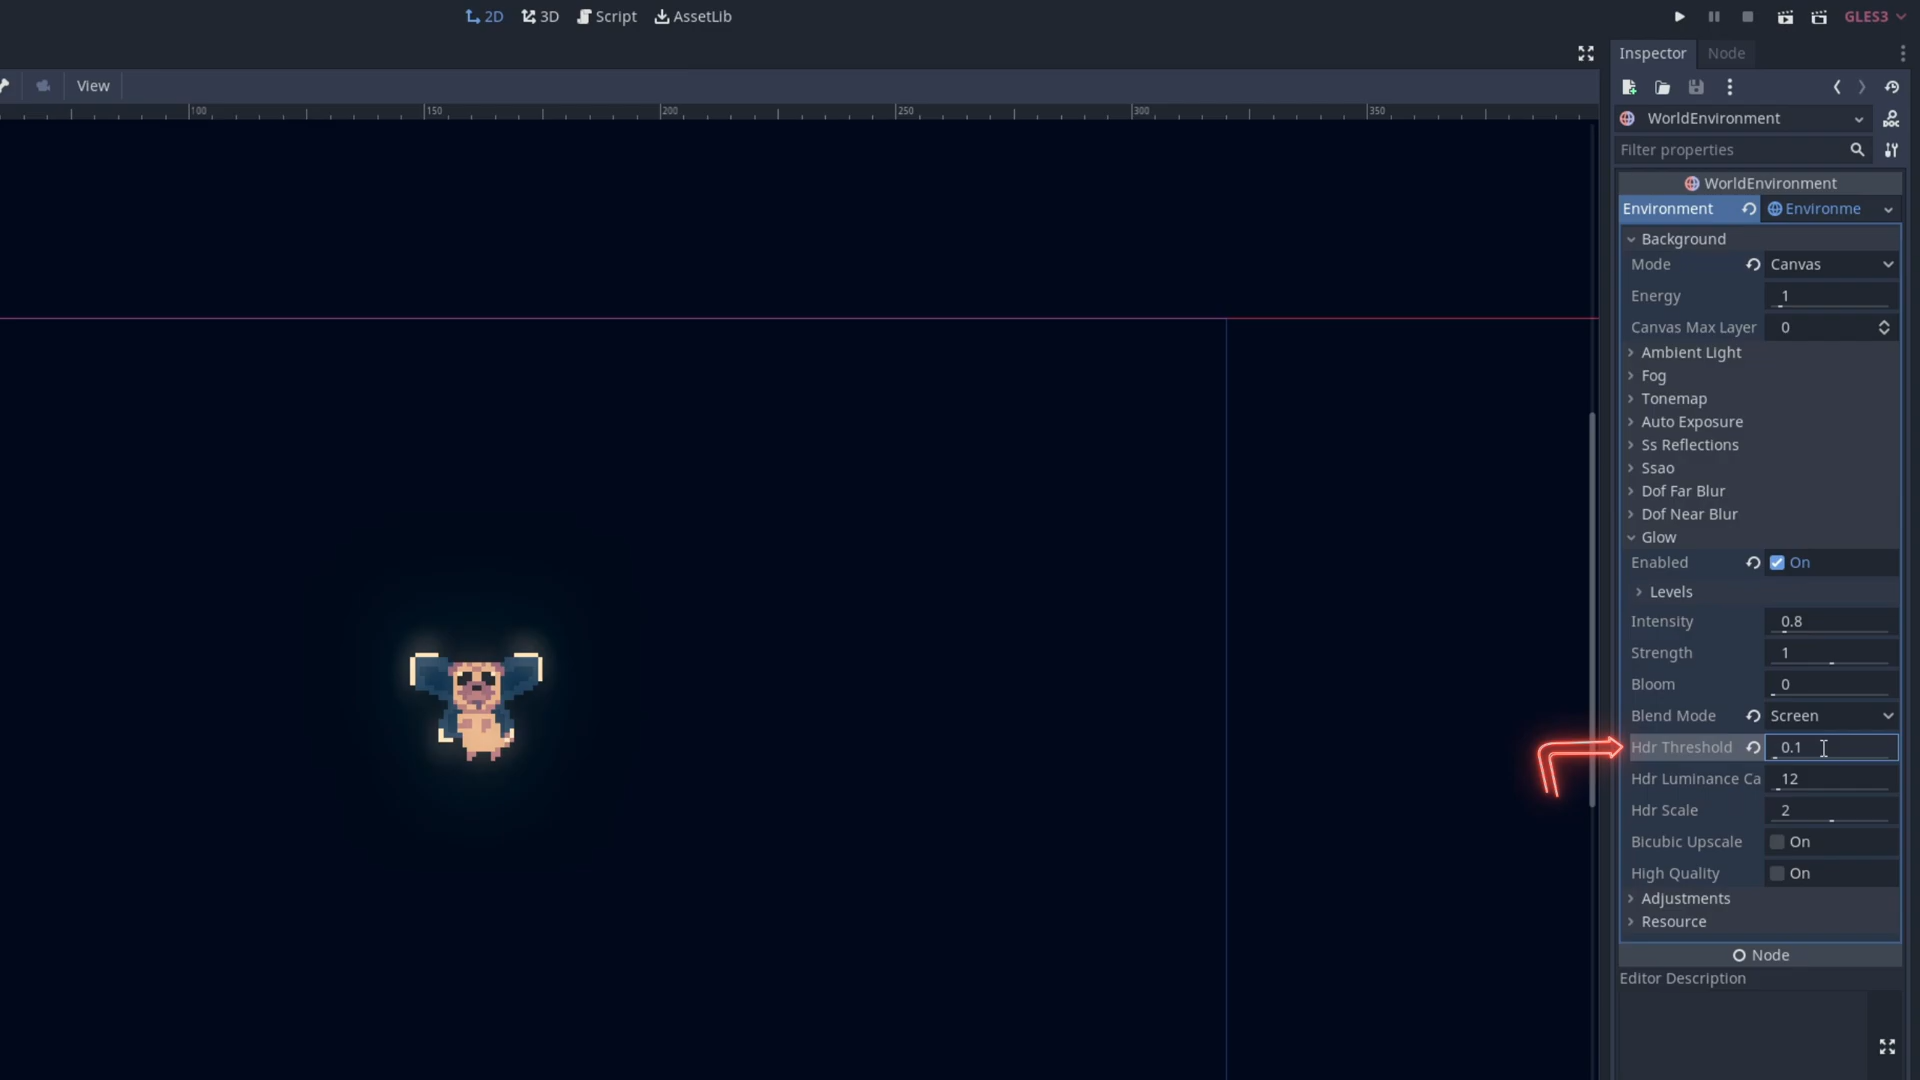 2D 3D Script AssetLib GLES3
Inspector Node
View
100 150 200 250 300 350
WorldEnvironment
Filter properties
WorldEnvironment
Environment Environme
Background
Mode Canvas
Energy 1
Canvas Max Layer 0
Ambient Light
Fog
Tonemap
Auto Exposure
Ss Reflections
Ssao
Dof Far Blur
Dof Near Blur
Glow
Enabled On
Levels
Intensity 0.8
Strength 1
Bloom 0
Blend Mode Screen
Hdr Threshold 0.1
Hdr Luminance Ca 12
Hdr Scale 2
Bicubic Upscale On
High Quality On
Adjustments
Resource
Node
Editor Description